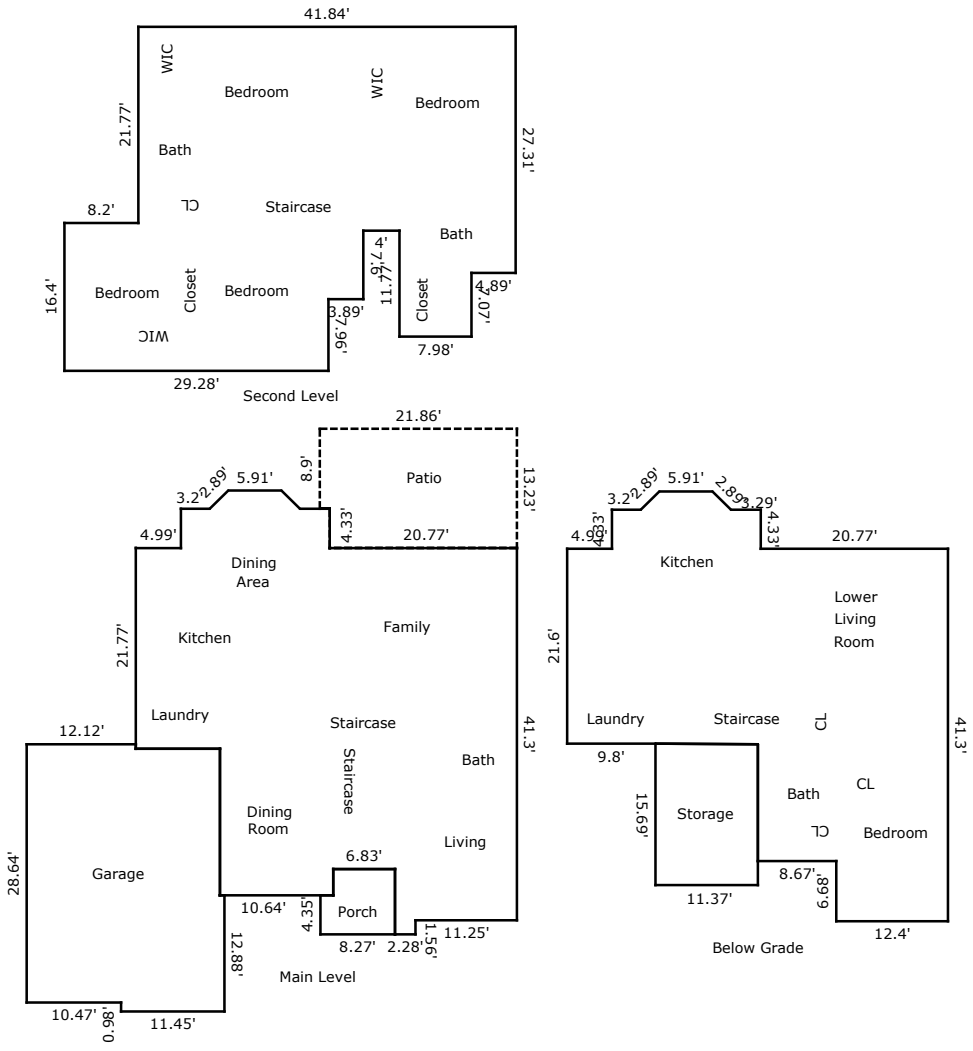 41.84'
WIC
Bedroom
WIC
Bedroom
21.77'
27.31'
Bath
8.2'
CL
Staircase
Bath
4'
7.6'
11.77'
16.4'
Bedroom
Closet
Bedroom
Closet
4.89'
7.07'
3.89'
7.96'
WIC
7.98'
29.28'
Second Level
21.86'
8.9'
Patio
13.23'
5.91'
2.89'
3.2'
4.33'
4.99'
20.77'
Dining
Area
Family
Kitchen
21.77'
Laundry
Staircase
12.12'
41.3'
Staircase
Bath
Dining
Room
Living
6.83'
Garage
28.64'
10.64'
4.35'
Porch
11.25'
1.56'
8.27'
2.28'
12.88'
Main Level
10.47'
0.98'
11.45'
5.91'
2.89'
2.89'
3.2'
3.29'
4.33'
4.33'
4.99'
20.77'
Kitchen
Lower
Living
Room
21.6'
Laundry
Staircase
CL
41.3'
9.8'
15.69'
Storage
Bath
CL
CL
Bedroom
8.67'
6.68'
11.37'
12.4'
Below Grade